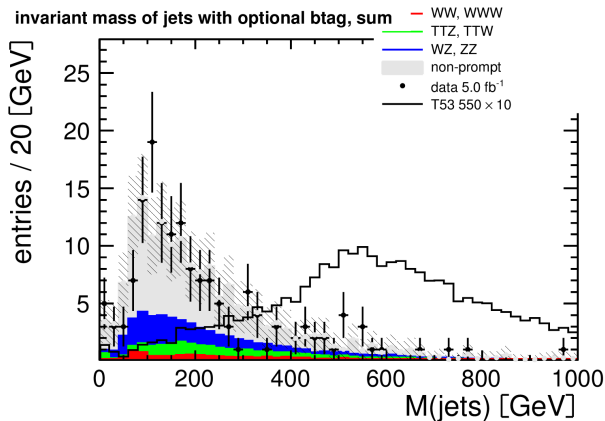 invariant mass of jets with optional btag, sum
WW, WWW
TTZ, TTW
WZ, ZZ
non-prompt
data 5.0 fb⁻¹
T53 550 × 10
entries / 20 [GeV]
25
20
15
10
5
0 200 400 600 800 1000
M(jets) [GeV]